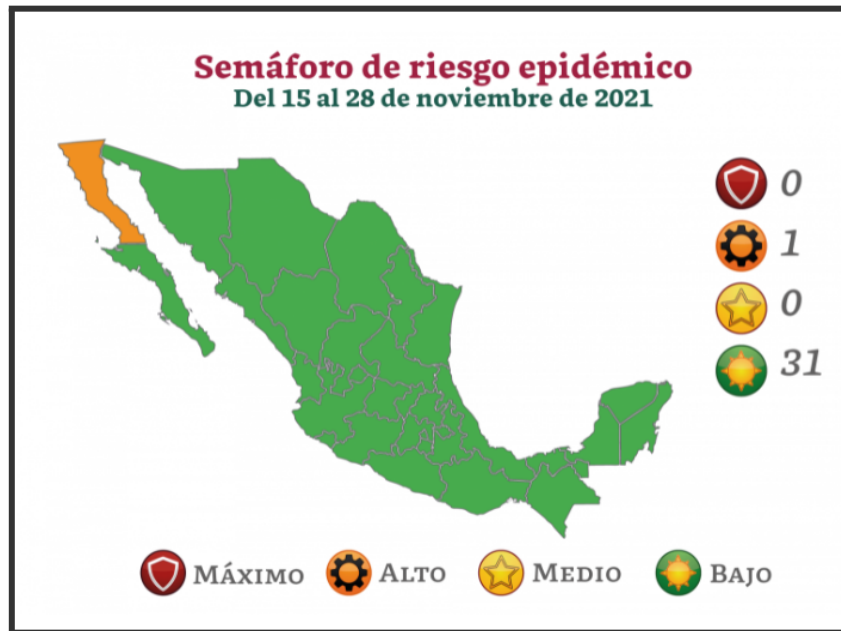 Semáforo de riesgo epidémico
Del 15 al 28 de noviembre de 2021
0
1
0
31
Máximo Alto Medio Bajo